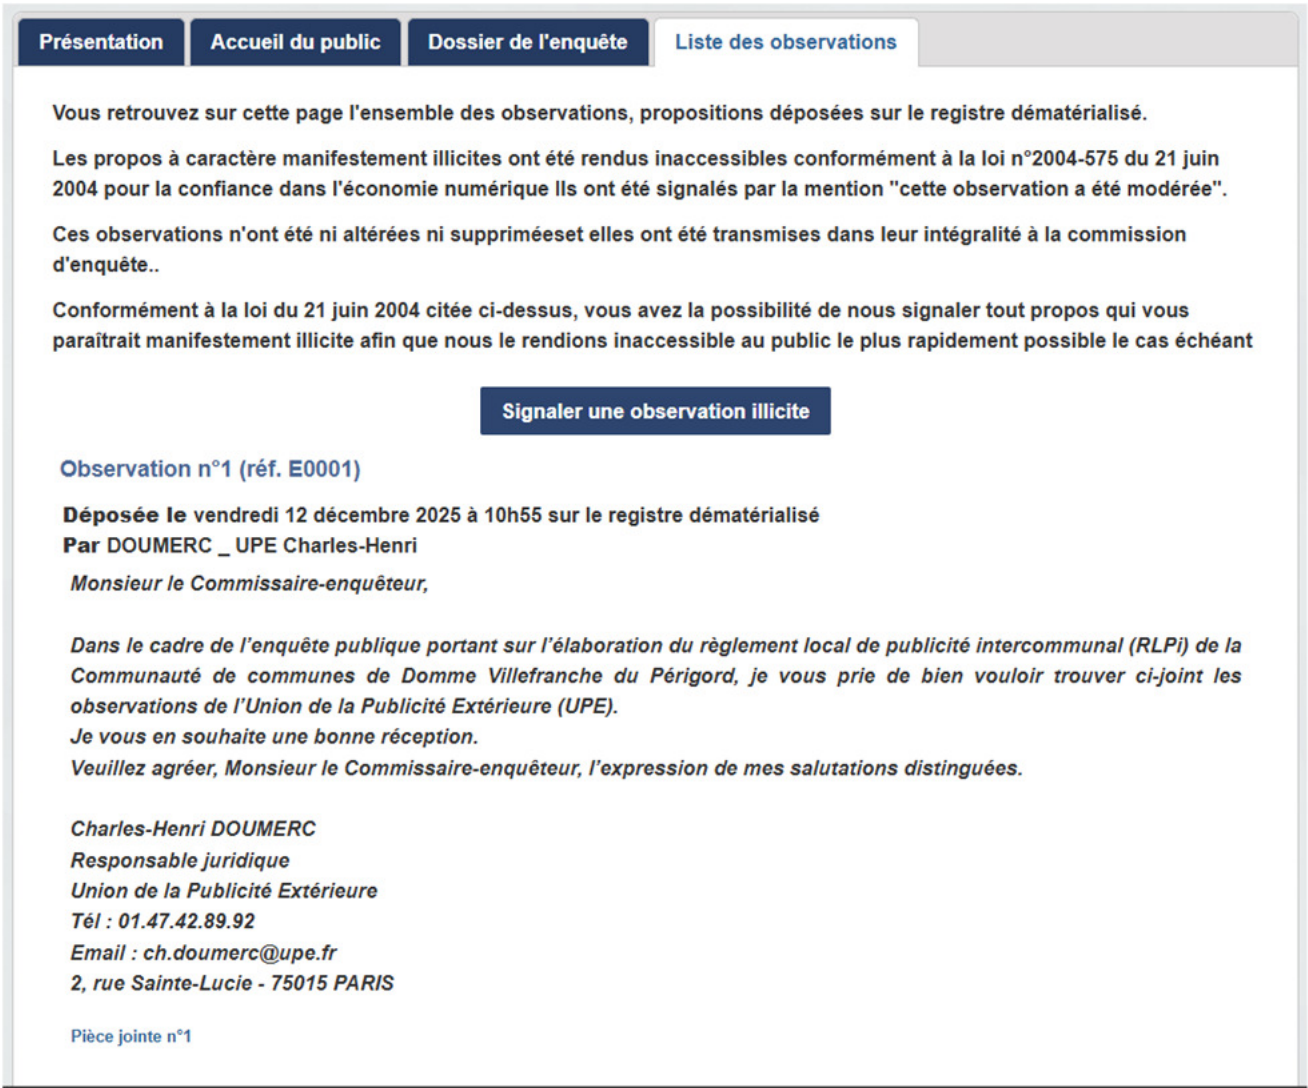 Présentation
Accueil du public
Dossier de l'enquête
Liste des observations
Vous retrouvez sur cette page l'ensemble des observations, propositions déposées sur le registre dématérialisé.
Les propos à caractère manifestement illicites ont été rendus inaccessibles conformément à la loi n°2004-575 du 21 juin
2004 pour la confiance dans l'économie numérique Ils ont été signalés par la mention "cette observation a été modérée".
Ces observations n'ont été ni altérées ni suppriméeset elles ont été transmises dans leur intégralité à la commission
d'enquête..
Conformément à la loi du 21 juin 2004 citée ci-dessus, vous avez la possibilité de nous signaler tout propos qui vous
paraîtrait manifestement illicite afin que nous le rendions inaccessible au public le plus rapidement possible le cas échéant
Signaler une observation illicite
Observation n°1 (réf. E0001)
Déposée le vendredi 12 décembre 2025 à 10h55 sur le registre dématérialisé
Par DOUMERC _ UPE Charles-Henri
Monsieur le Commissaire-enquêteur,
Dans le cadre de l'enquête publique portant sur l'élaboration du règlement local de publicité intercommunal (RLPi) de la
Communauté de communes de Domme Villefranche du Périgord, je vous prie de bien vouloir trouver ci-joint les
observations de l'Union de la Publicité Extérieure (UPE).
Je vous en souhaite une bonne réception.
Veuillez agréer, Monsieur le Commissaire-enquêteur, l'expression de mes salutations distinguées.
Charles-Henri DOUMERC
Responsable juridique
Union de la Publicité Extérieure
Tél : 01.47.42.89.92
Email : ch.doumerc@upe.fr
2, rue Sainte-Lucie - 75015 PARIS
Pièce jointe n°1